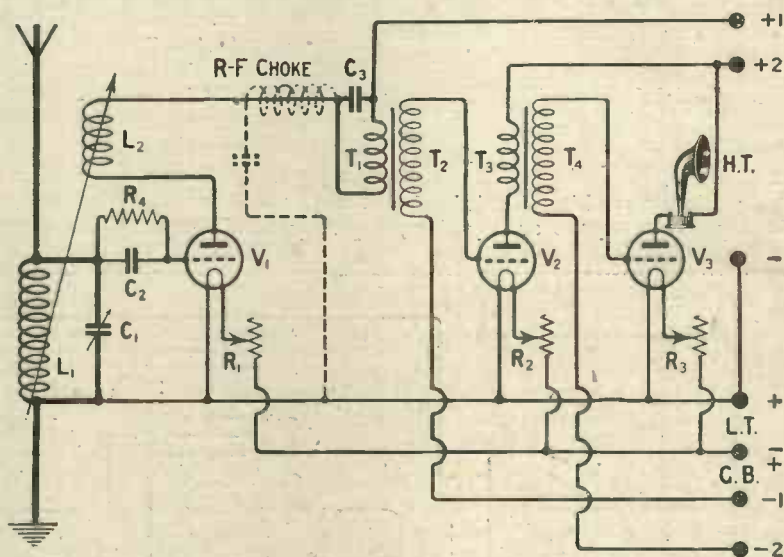 +1
+2
R-F CHOKE
C3
L2
T1
T2
T3
T4
H.T.
R4
V1
V2
V3
-
C2
C1
L1
R1
R2
R3
+
L.T.
-
+
G.B.
-1
-2